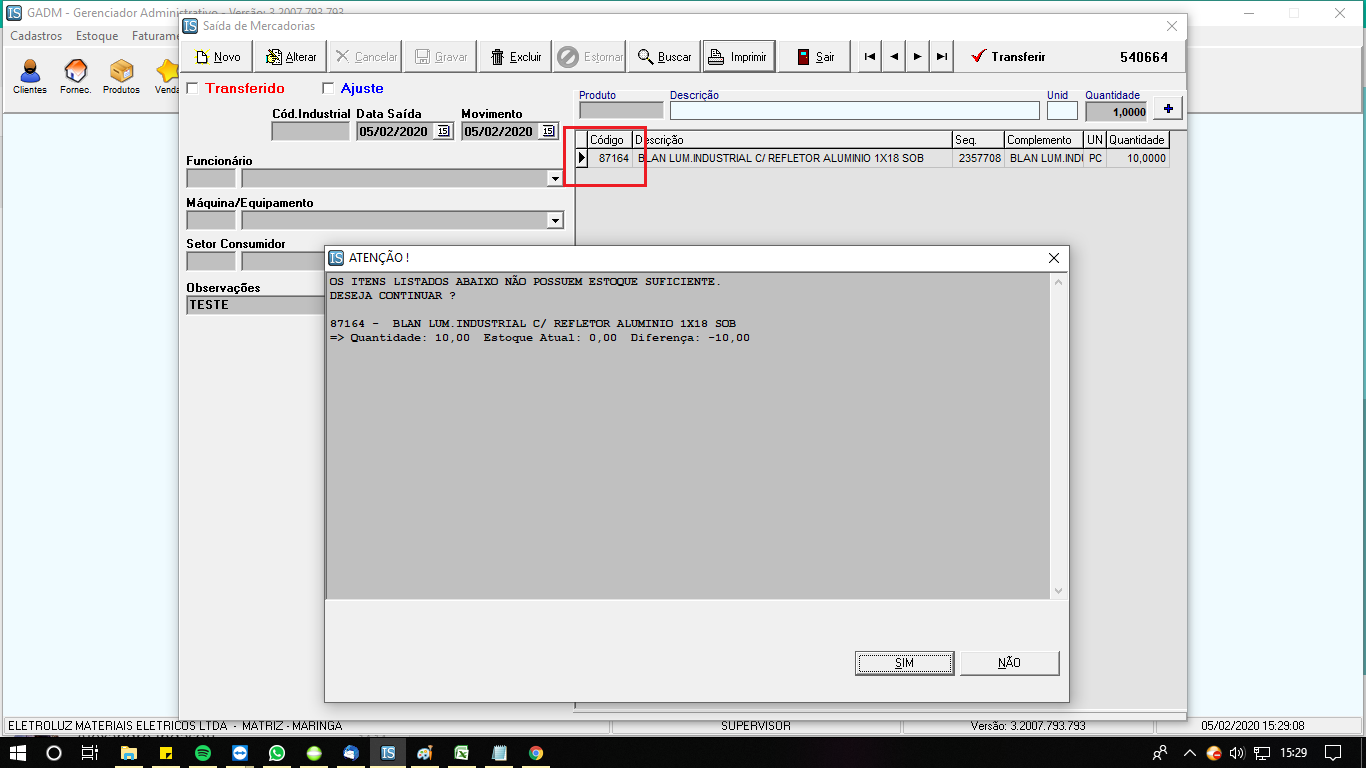 GADM - Gerenciador Administrativo - Versão: 3.2007.793.793
Cadastros Estoque Faturame
Clientes Fornec. Produtos Venda
Saída de Mercadorias
Novo Alterar Cancelar Gravar Excluir Estornar Buscar Imprimir Sair Transferir 540664
Transferido Ajuste
Cód.Industrial Data Saída Movimento
05/02/2020 15 05/02/2020 15
Funcionário
Máquina/Equipamento
Setor Consumidor
Observações
TESTE
Produto Descrição Unid Quantidade
1,0000 +
Código Descrição Seq. Complemento UN Quantidade
87164 BLAN LUM.INDUSTRIAL C/ REFLETOR ALUMINIO 1X18 SOB 2357708 BLAN LUM.INDI PC 10,0000
IS ATENÇÃO !
OS ITENS LISTADOS ABAIXO NÃO POSSUEM ESTOQUE SUFICIENTE.
DESEJA CONTINUAR ?
87164 - BLAN LUM.INDUSTRIAL C/ REFLETOR ALUMINIO 1X18 SOB
=> Quantidade: 10,00 Estoque Atual: 0,00 Diferença: -10,00
SIM NÃO
ELETROLUZ MATERIAIS ELETRICOS LTDA - MATRIZ - MARINGA SUPERVISOR Versão: 3.2007.793.793 05/02/2020 15:29:08
15:29